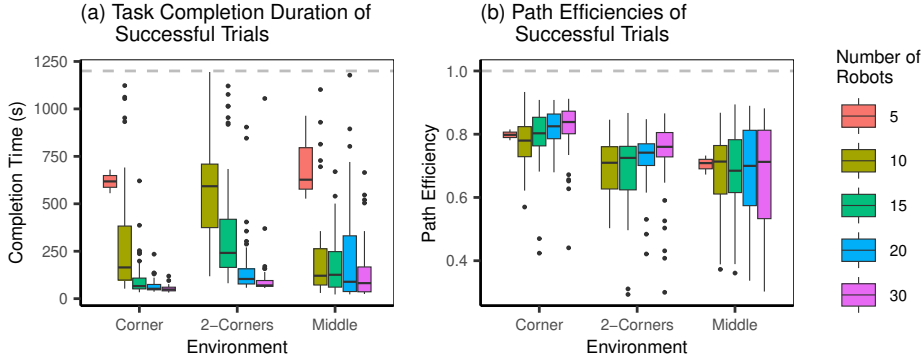 (a) Task Completion Duration of
Successful Trials
(b) Path Efficiencies of
Successful Trials
Completion Time (s)
1250
1000
750
500
250
0
Corner
2−Corners
Middle
Environment
Path Efficiency
1.0
0.8
0.6
0.4
Corner
2−Corners
Middle
Environment
Number of
Robots
5
10
15
20
30